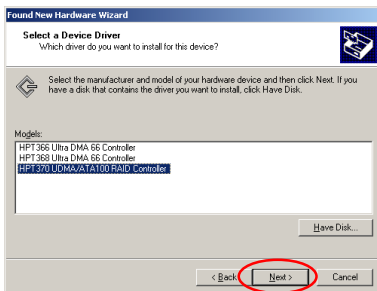 Found New Hardware Wizard
Select a Device Driver
Which driver do you want to install for this device?
Select the manufacturer and model of your hardware device and then click Next. If you
have a disk that contains the driver you want to install, click Have Disk.
Models:
HPT366 Ultra DMA 66 Controller
HPT368 Ultra DMA 66 Controller
HPT370 UDMA/ATA100 RAID Controller
Have Disk...
< Back
Next >
Cancel